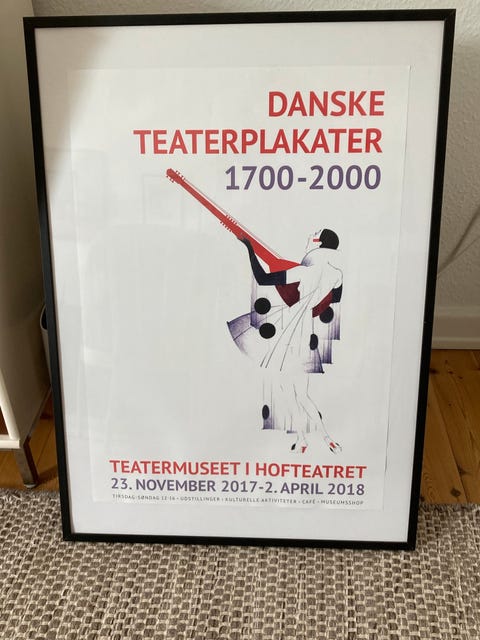 DANSKE
TEATERPLAKATER
1700-2000
TEATERMUSEET I HOFTEATRET
23. NOVEMBER 2017-2. APRIL 2018
TIRSDAG-SØNDAG 12-16 • UDSTILLINGER • KULTURELLE AKTIVITETER • CAFÉ • MUSEUMSSHOP